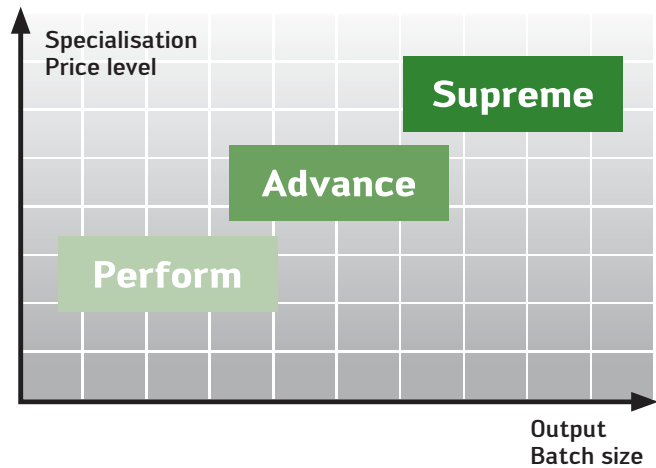 Specialisation
Price level
Supreme
Advance
Perform
Output
Batch size